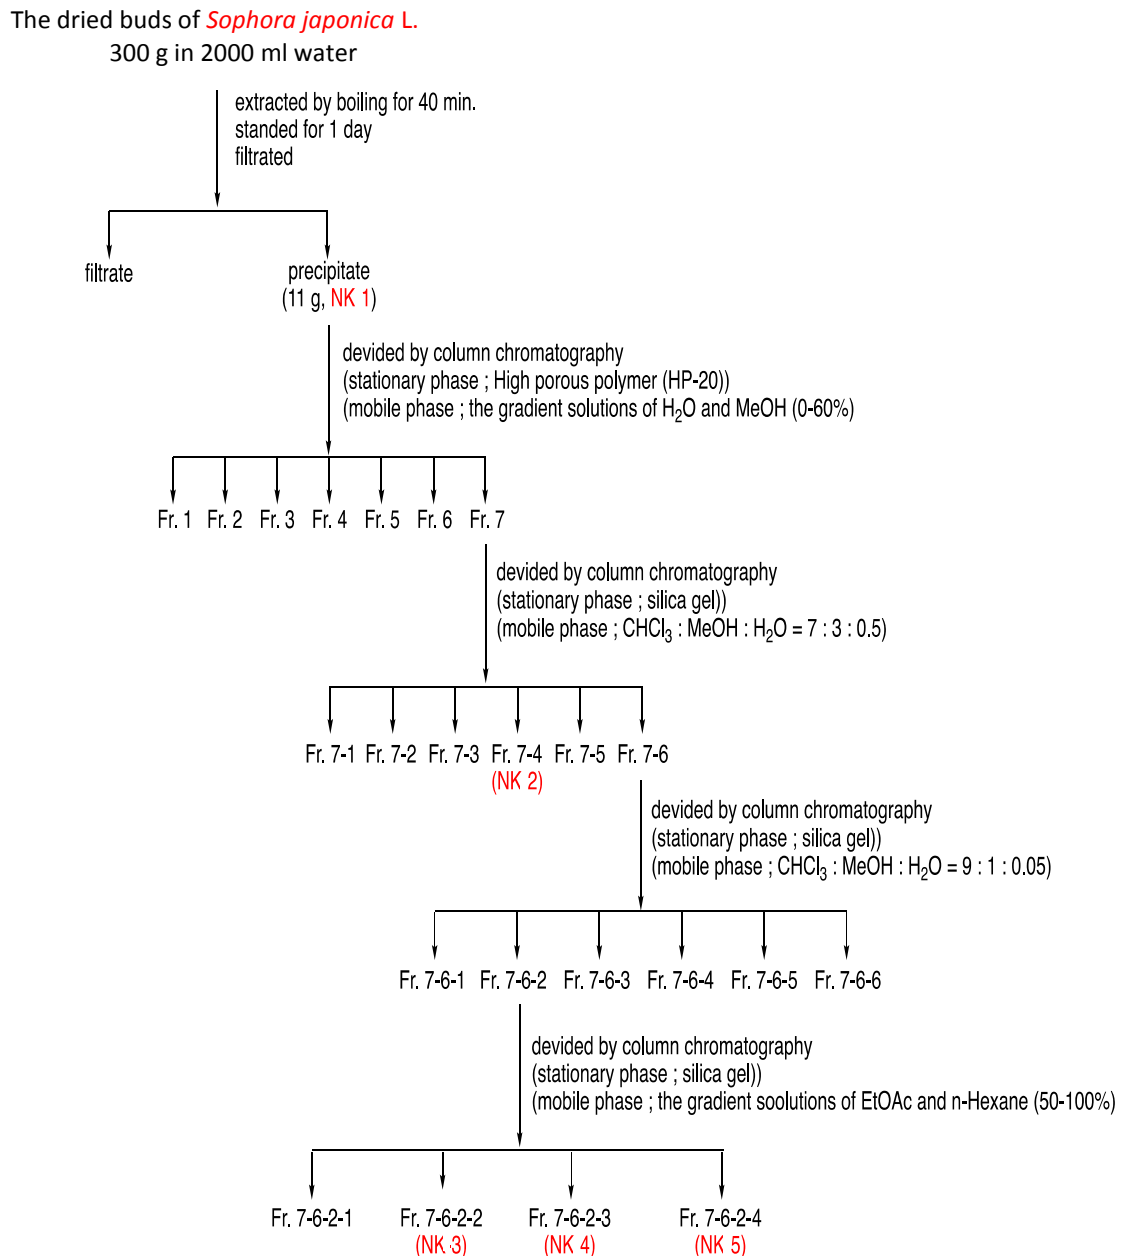 The dried buds of Sophora japonica L.
300 g in 2000 ml water
extracted by boiling for 40 min.
standed for 1 day
filtrated
filtrate
precipitate
(11 g, NK 1)
devided by column chromatography
(stationary phase ; High porous polymer (HP-20))
(mobile phase ; the gradient solutions of H₂O and MeOH (0-60%)
Fr. 1 Fr. 2 Fr. 3 Fr. 4 Fr. 5 Fr. 6 Fr. 7
devided by column chromatography
(stationary phase ; silica gel))
(mobile phase ; CHCl₃ : MeOH : H₂O = 7 : 3 : 0.5)
Fr. 7-1 Fr. 7-2 Fr. 7-3 Fr. 7-4 Fr. 7-5 Fr. 7-6
(NK 2)
devided by column chromatography
(stationary phase ; silica gel))
(mobile phase ; CHCl₃ : MeOH : H₂O = 9 : 1 : 0.05)
Fr. 7-6-1 Fr. 7-6-2 Fr. 7-6-3 Fr. 7-6-4 Fr. 7-6-5 Fr. 7-6-6
devided by column chromatography
(stationary phase ; silica gel))
(mobile phase ; the gradient soolutions of EtOAc and n-Hexane (50-100%)
Fr. 7-6-2-1 Fr. 7-6-2-2 Fr. 7-6-2-3 Fr. 7-6-2-4
(NK 3) (NK 4) (NK 5)